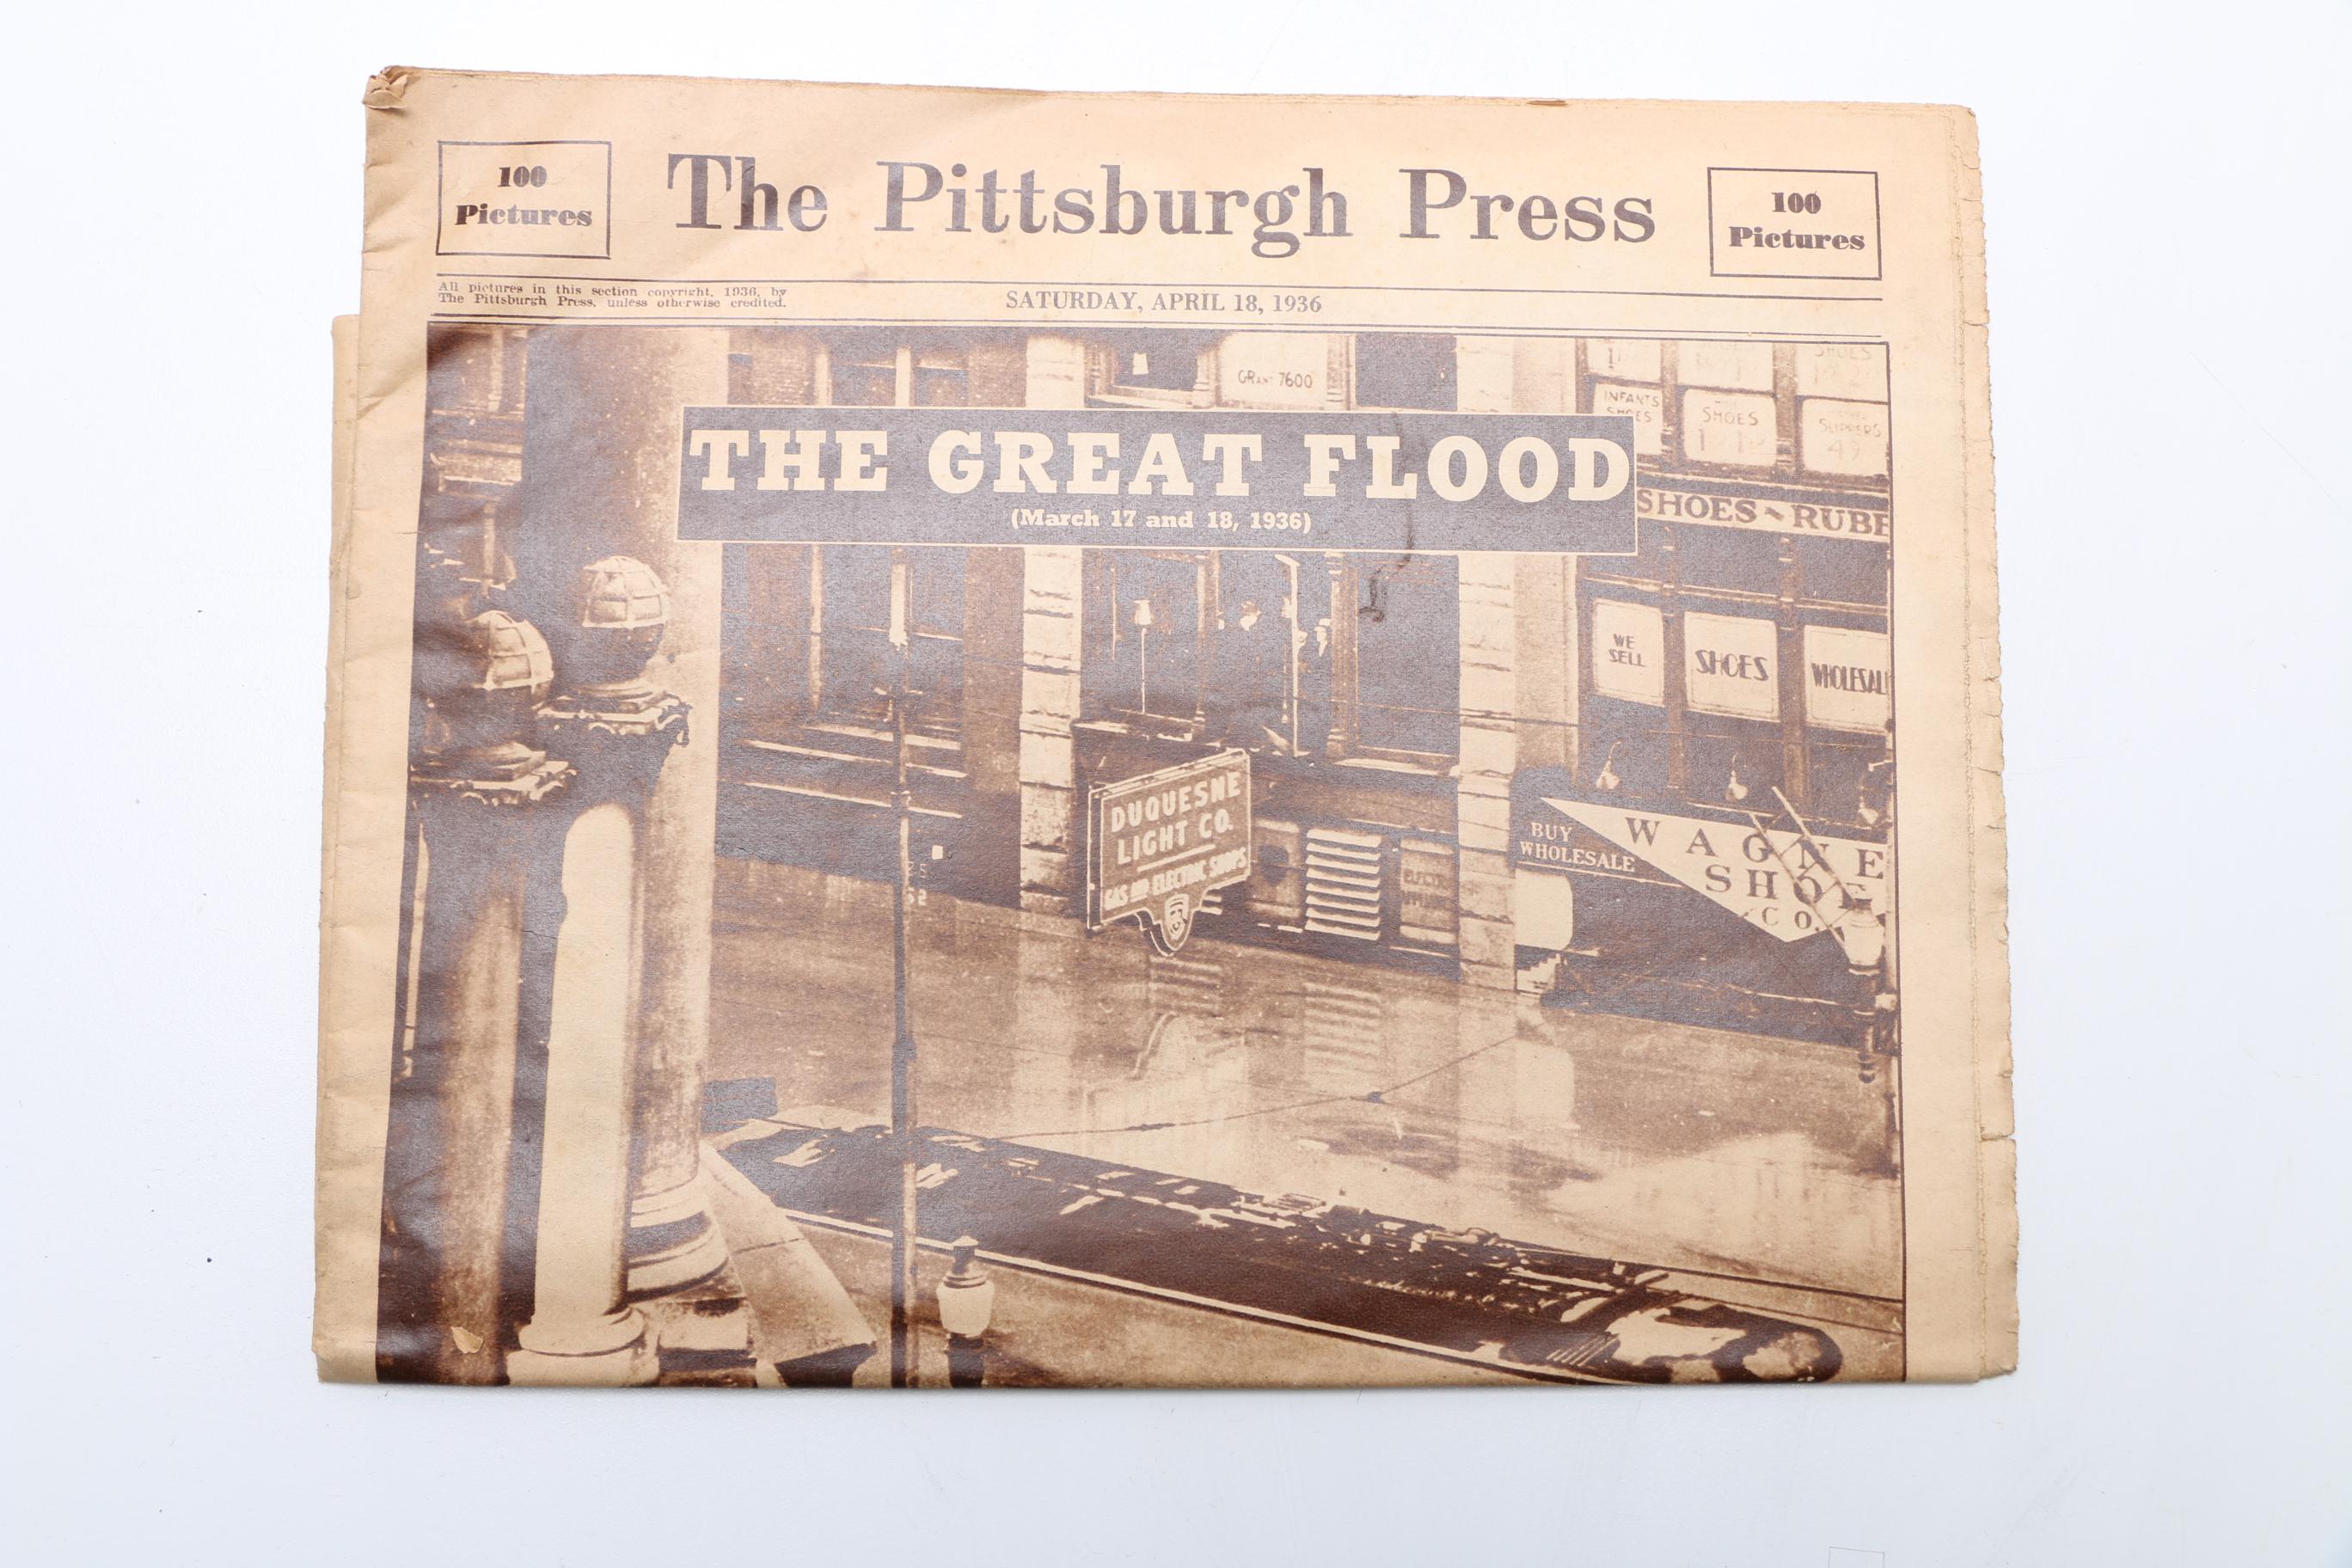 100
Pictures
The Pittsburgh Press
100
Pictures
All pictures in this section copyright, 1936, by
The Pittsburgh Press, unless otherwise credited.
SATURDAY, APRIL 18, 1936
THE GREAT FLOOD
(March 17 and 18, 1936)
GRANT 7600
SHOES
INFANTS
SHOES
SHOES
SLIPPERS
49
SHOES RUBB
WE
SELL
SHOES
WHOLESAL
DUQUESNE
LIGHT CO.
GAS AND ELECTRIC SHOPS
BUY
WHOLESALE
WAGNE
SHOE
CO.